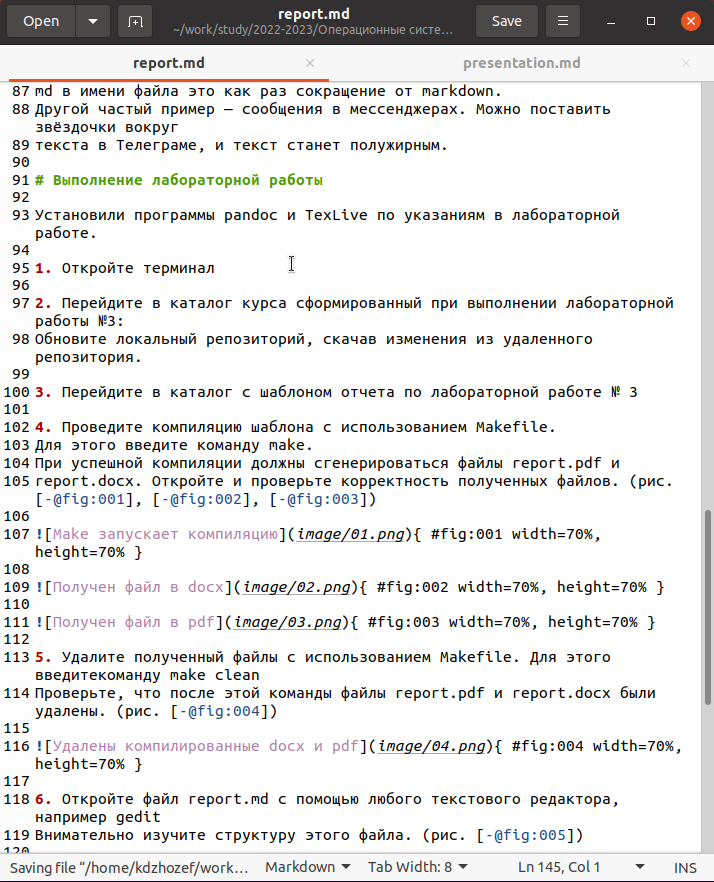 Open
report.md
~/work/study/2022-2023/Операционные систе…
Save
report.md
presentation.md
87 md в имени файла это как раз сокращение от markdown.
88 Другой частый пример — сообщения в мессенджерах. Можно поставить
звёздочки вокруг
89 текста в Телеграме, и текст станет полужирным.
90
91 # Выполнение лабораторной работы
92
93 Установили программы pandoc и TexLive по указаниям в лабораторной
работе.
94
95 1. Откройте терминал
96
97 2. Перейдите в каталог курса сформированный при выполнении лабораторной
работы №3:
98 Обновите локальный репозиторий, скачав изменения из удаленного
репозитория.
99
100 3. Перейдите в каталог с шаблоном отчета по лабораторной работе № 3
101
102 4. Проведите компиляцию шаблона с использованием Makefile.
103 Для этого введите команду make.
104 При успешной компиляции должны сгенерироваться файлы report.pdf и
105 report.docx. Откройте и проверьте корректность полученных файлов. (рис.
[-@fig:001], [-@fig:002], [-@fig:003])
106
107 ![Make запускает компиляцию](image/01.png){ #fig:001 width=70%,
height=70% }
108
109 ![Получен файл в docx](image/02.png){ #fig:002 width=70%, height=70% }
110
111 ![Получен файл в pdf](image/03.png){ #fig:003 width=70%, height=70% }
112
113 5. Удалите полученный файлы с использованием Makefile. Для этого
введитекоманду make clean
114 Проверьте, что после этой команды файлы report.pdf и report.docx были
удалены. (рис. [-@fig:004])
115
116 ![Удалены компилированные docx и pdf](image/04.png){ #fig:004 width=70%,
height=70% }
117
118 6. Откройте файл report.md с помощью любого текстового редактора,
например gedit
119 Внимательно изучите структуру этого файла. (рис. [-@fig:005])
120
Saving file “/home/kdzhozef/work… Markdown Tab Width: 8 Ln 145, Col 1 INS